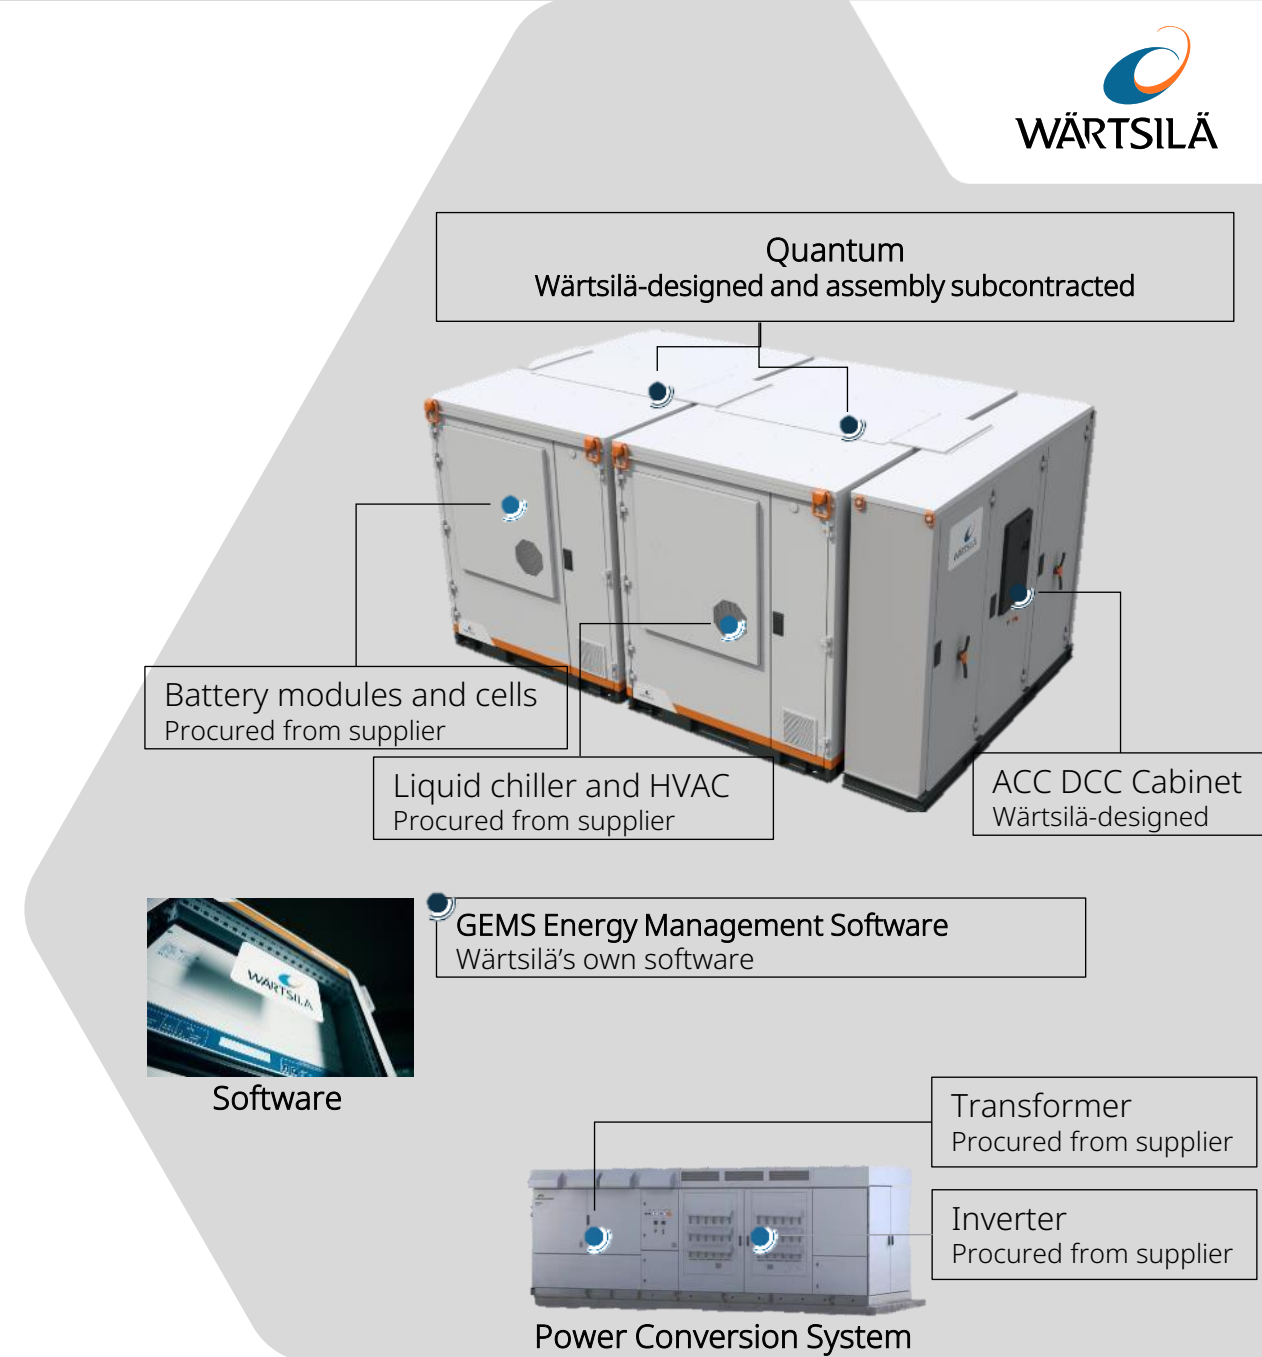 WÄRTSILÄ
Quantum
Wärtsilä-designed and assembly subcontracted
WÄRTSILÄ
Battery modules and cells
Procured from supplier
Liquid chiller and HVAC
Procured from supplier
ACC DCC Cabinet
Wärtsilä-designed
GEMS Energy Management Software
Wärtsilä’s own software
WÄRTSILÄ
Software
Transformer
Procured from supplier
Inverter
Procured from supplier
Power Conversion System